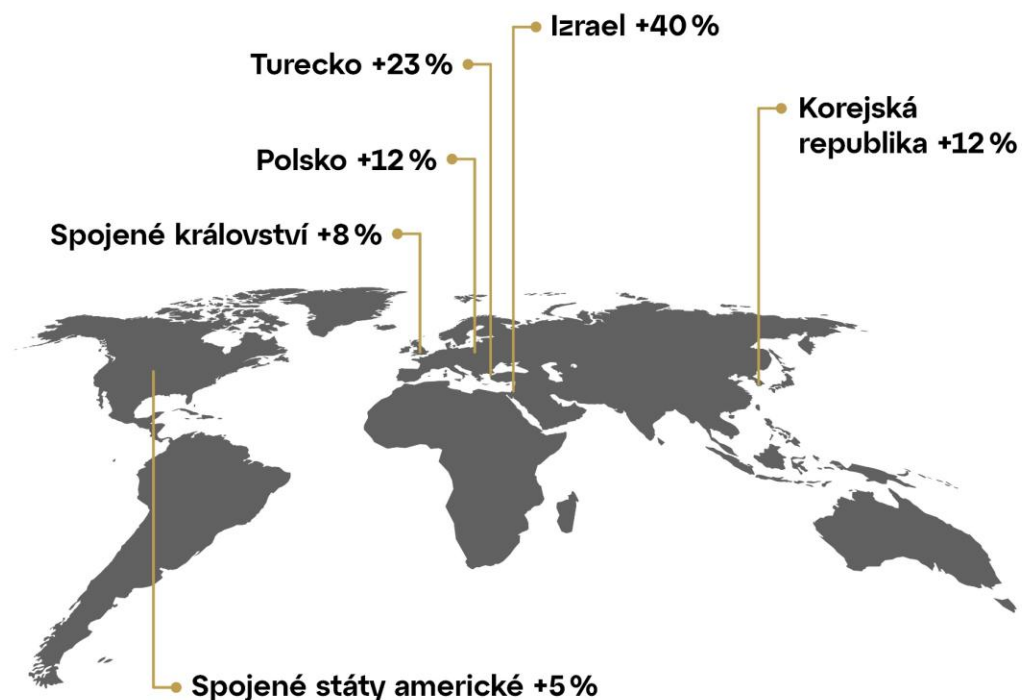 Izrael +40 %
Turecko +23 %
Korejská
republika +12 %
Polsko +12 %
Spojené království +8 %
Spojené státy americké +5 %